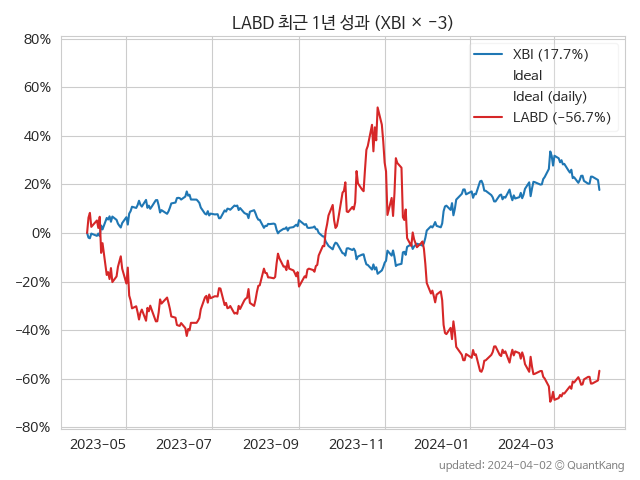 LABD 최근 1년 성과 (XBI × −3)
80%
60%
40%
20%
0%
−20%
−40%
−60%
−80%
XBI (17.7%)
Ideal
Ideal (daily)
LABD (−56.7%)
2023-05 2023-07 2023-09 2023-11 2024-01 2024-03
updated: 2024-04-02 © QuantKang